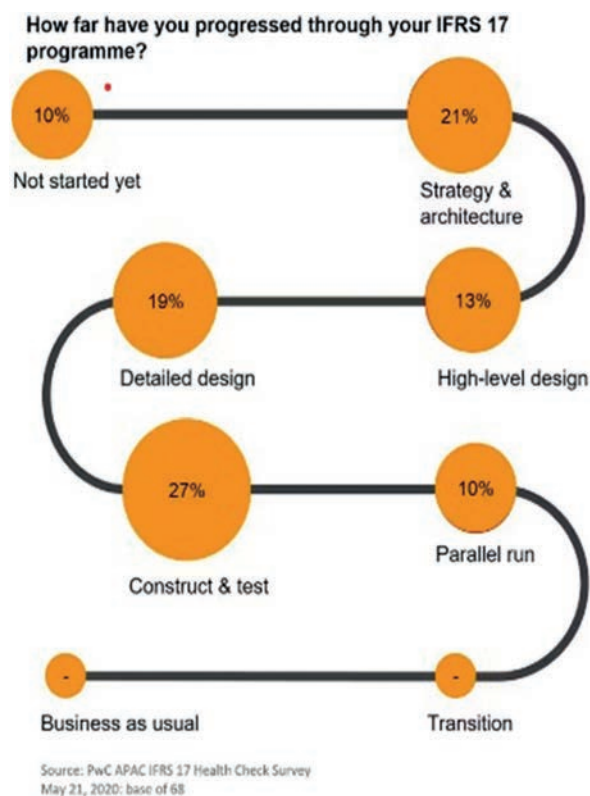 How far have you progressed through your IFRS 17
programme?
10%
21%
Not started yet
Strategy &
architecture
19%
13%
Detailed design
High-level design
27%
10%
Construct & test
Parallel run
-
-
Business as usual
Transition
Source: PwC APAC IFRS 17 Health Check Survey
May 21, 2020: base of 68